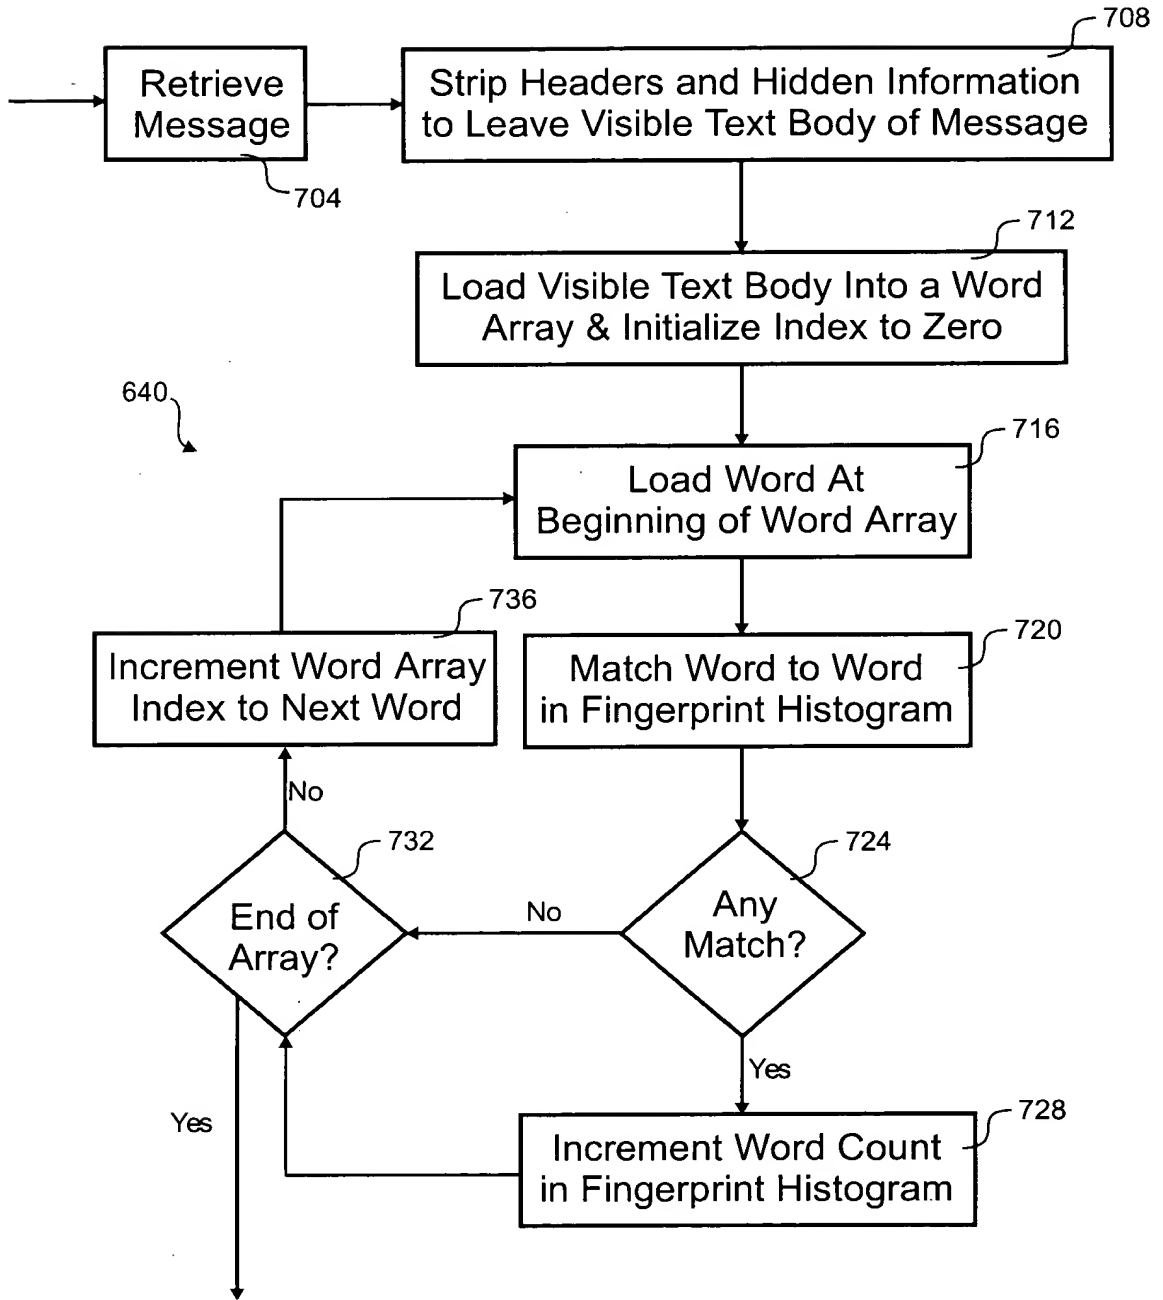 708
Retrieve
Message
704
Strip Headers and Hidden Information
to Leave Visible Text Body of Message
712
Load Visible Text Body Into a Word
Array & Initialize Index to Zero
640
716
Load Word At
Beginning of Word Array
736
Increment Word Array
Index to Next Word
720
Match Word to Word
in Fingerprint Histogram
No
732
End of
Array?
No
724
Any
Match?
Yes
Yes
728
Increment Word Count
in Fingerprint Histogram